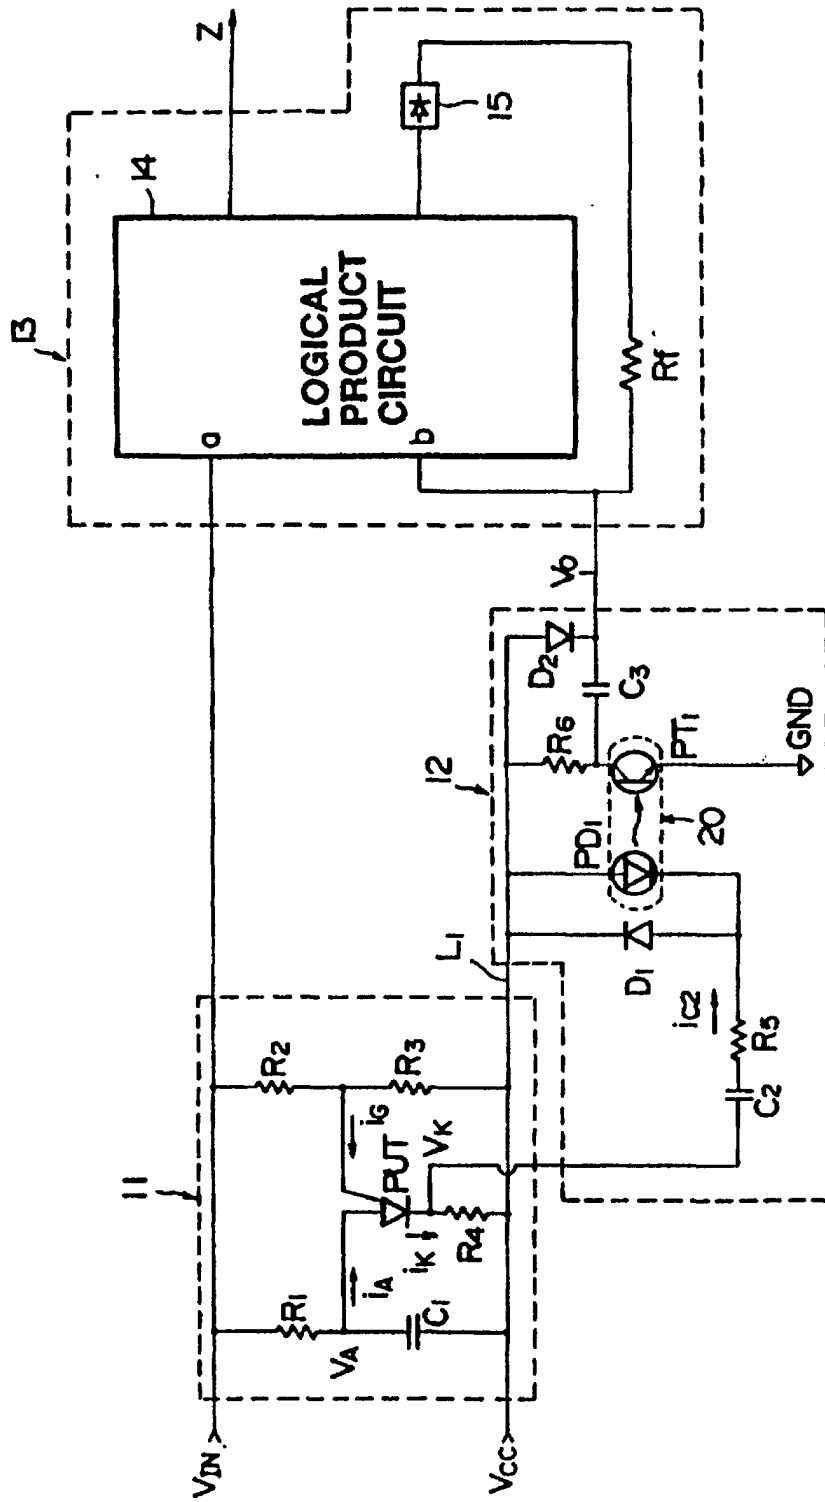 13
14
Z
a
b
LOGICAL
PRODUCT
CIRCUIT
15
Rf
Vo
12
D2
C3
R6
PT1
GND
PD1
20
L1
D1
iC2
R5
C2
11
R2
R3
iG
PUT
VK
iK
R4
R1
iA
VA
C1
VIN
VCC